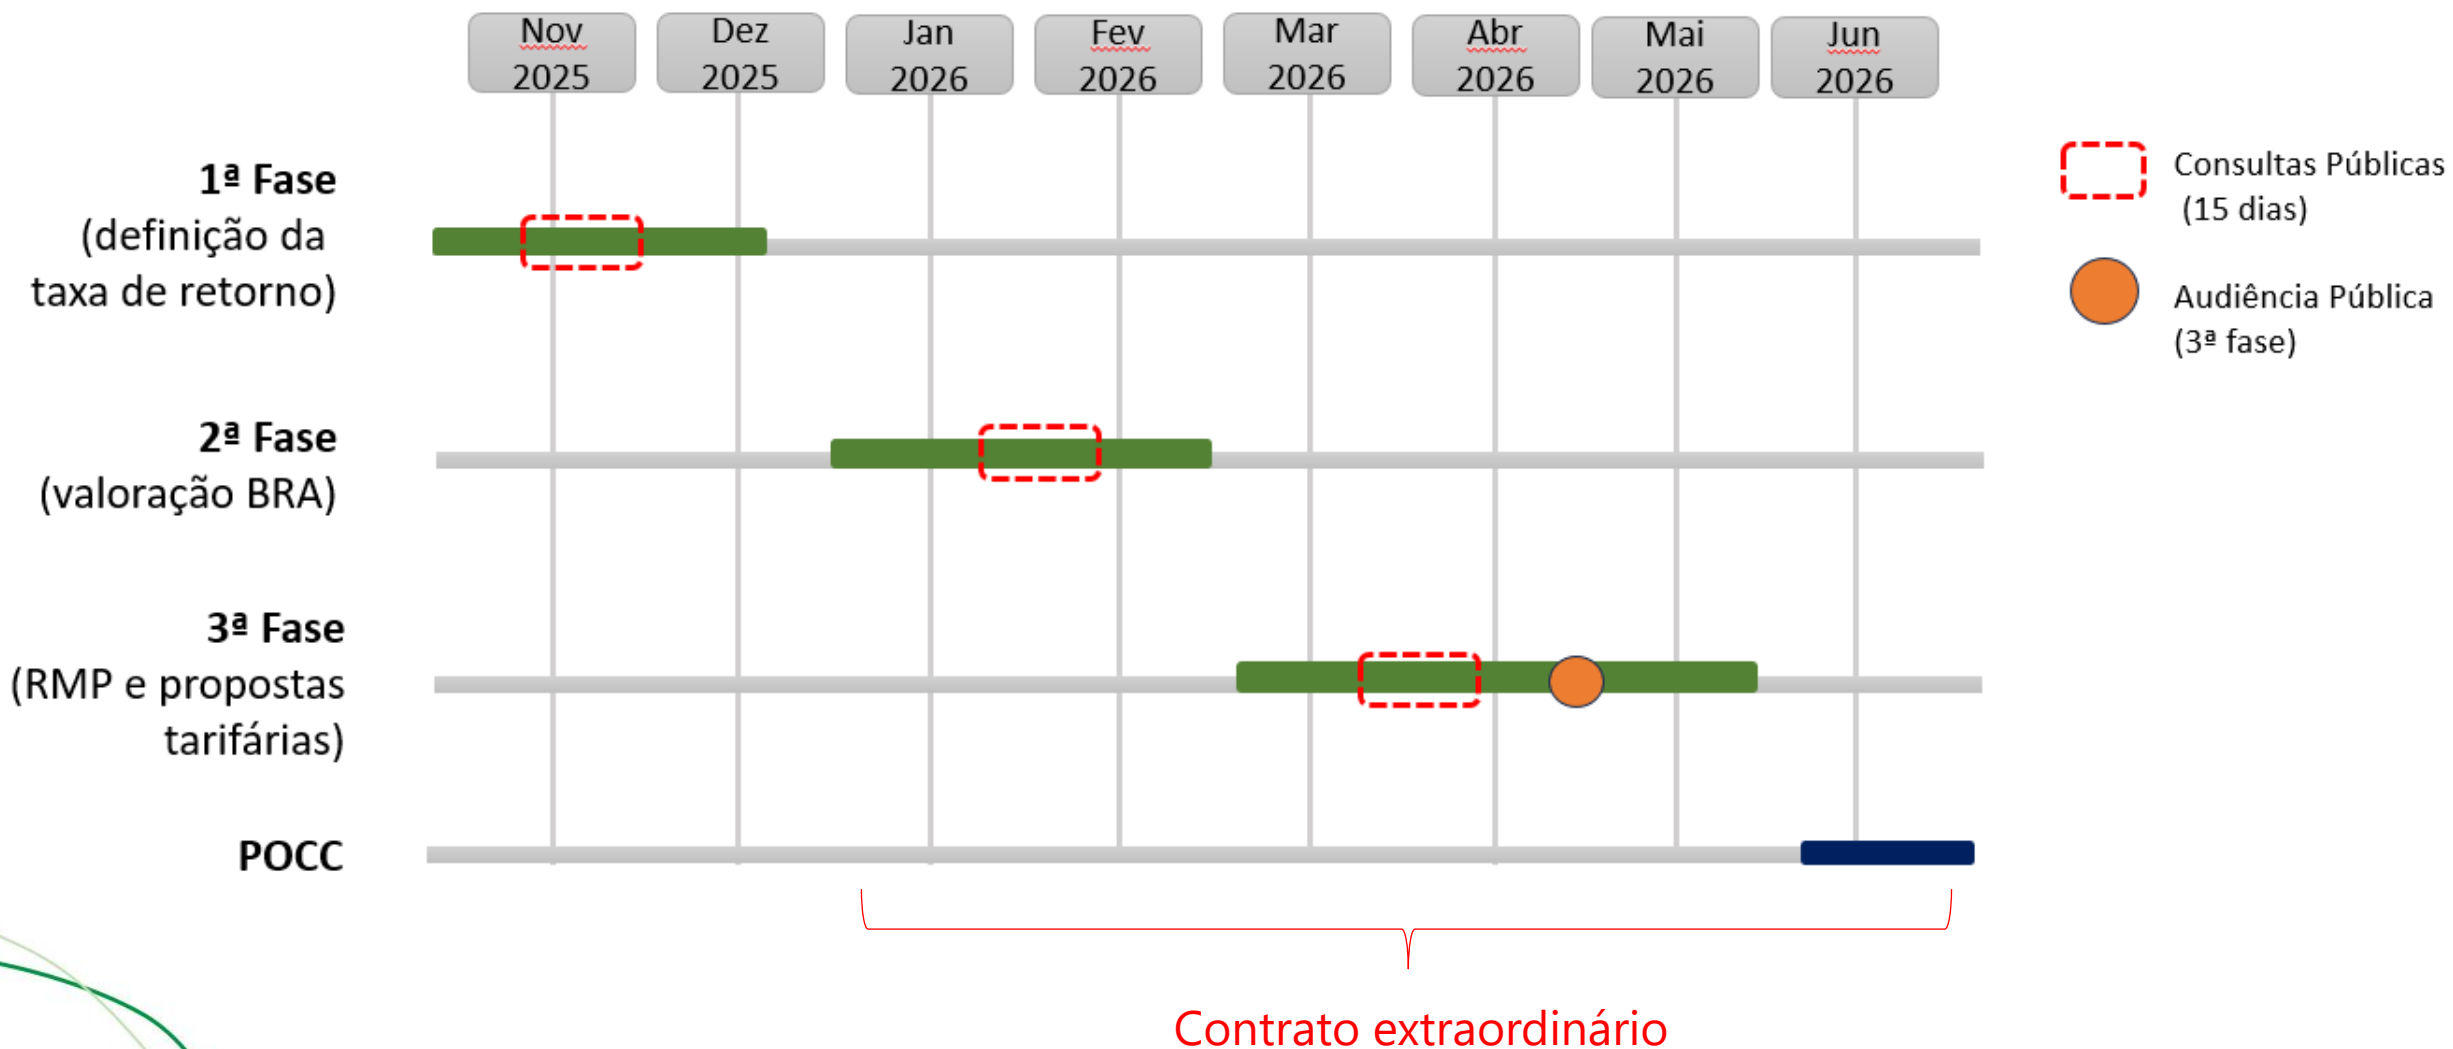 Nov
2025
Dez
2025
Jan
2026
Fev
2026
Mar
2026
Abr
2026
Mai
2026
Jun
2026
Consultas Públicas
(15 dias)
Audiência Pública
(3ª fase)
1ª Fase
(definição da
taxa de retorno)
2ª Fase
(valoração BRA)
3ª Fase
(RMP e propostas
tarifárias)
POCC
Contrato extraordinário